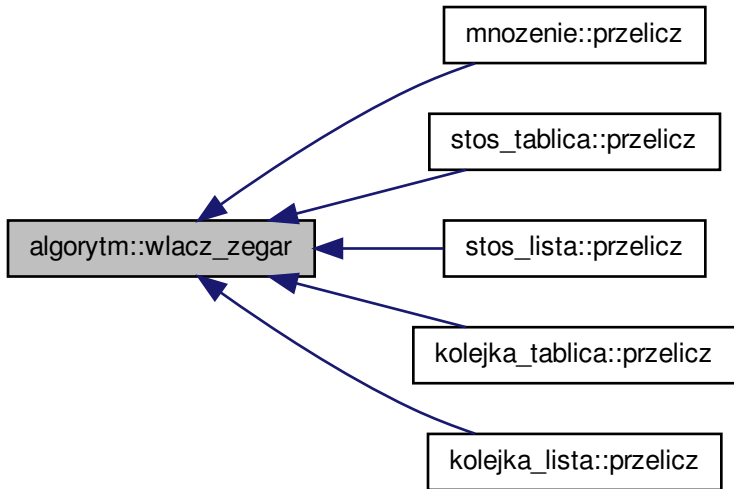 mnozenie::przelicz
stos_tablica::przelicz
algorytm::wlacz_zegar
stos_lista::przelicz
kolejka_tablica::przelicz
kolejka_lista::przelicz